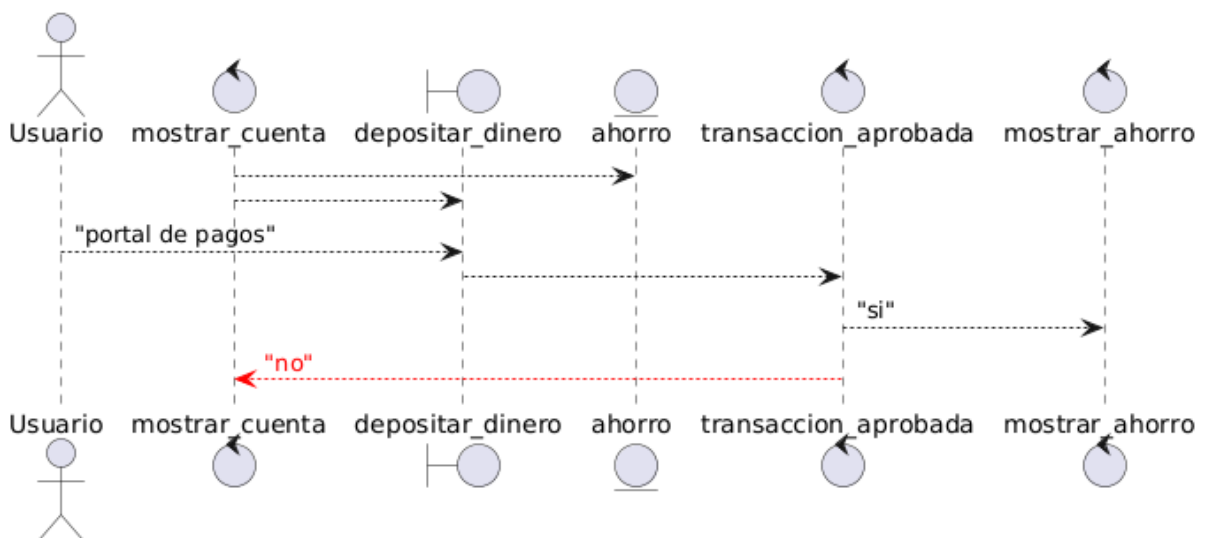 Usuario mostrar_cuenta depositar_dinero ahorro transaccion_aprobada mostrar_ahorro
"portal de pagos"
"si"
"no"
Usuario mostrar_cuenta depositar_dinero ahorro transaccion_aprobada mostrar_ahorro